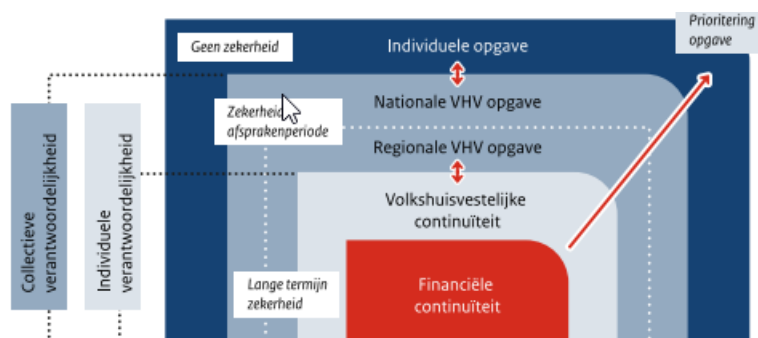 Prioritering
opgave
Geen zekerheid
Individuele opgave
Nationale VHV opgave
Zekerheid
afsprakenperiode
Regionale VHV opgave
Collectieve
verantwoordelijkheid
Individuele
verantwoordelijkheid
Volkshuisvestelijke
continuïteit
Lange termijn
zekerheid
Financiële
continuïteit